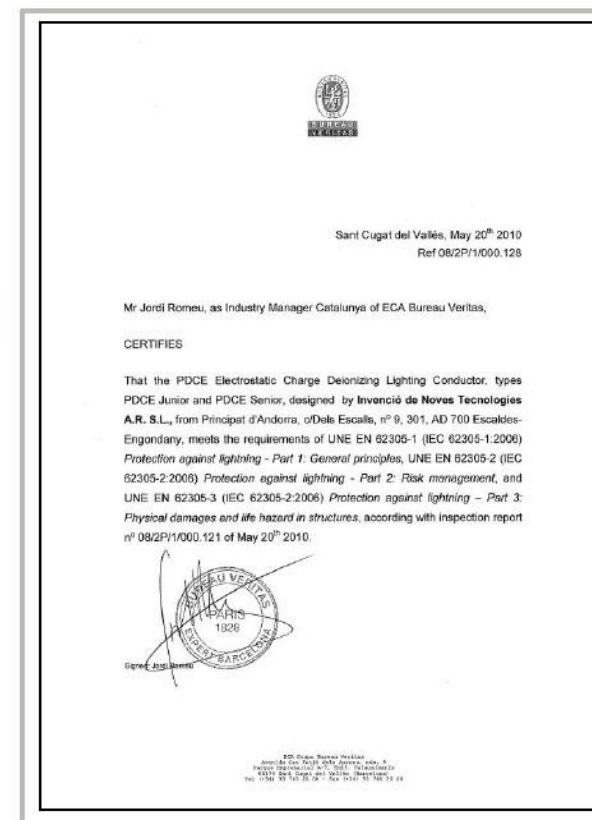 BUREAU
VERITAS
Sant Cugat del Vallés, May 20th 2010
Ref 08/2P/1/000.128
Mr Jordi Romeu, as Industry Manager Catalunya of ECA Bureau Veritas,
CERTIFIES
That the PDCE Electrostatic Charge Deionizing Lighting Conductor, types
PDCE Junior and PDCE Senior, designed by Invenció de Noves Tecnologies
A.R. S.L., from Principat d'Andorra, c/Dels Escalls, nº 9, 301, AD 700 Escaldes-
Engondany, meets the requirements of UNE EN 62305-1 (IEC 62305-1:2006)
Protection against lightning - Part 1: General principles, UNE EN 62305-2 (IEC
62305-2:2006) Protection against lightning - Part 2: Risk management, and
UNE EN 62305-3 (IEC 62305-2:2006) Protection against lightning – Part 3:
Physical damages and life hazard in structures, according with inspection report
nº 08/2P/1/000.121 of May 20th 2010.
BUREAU VERITAS
PARIS
1828
EXPERT BARCELONA
Signed: Jordi Romeu